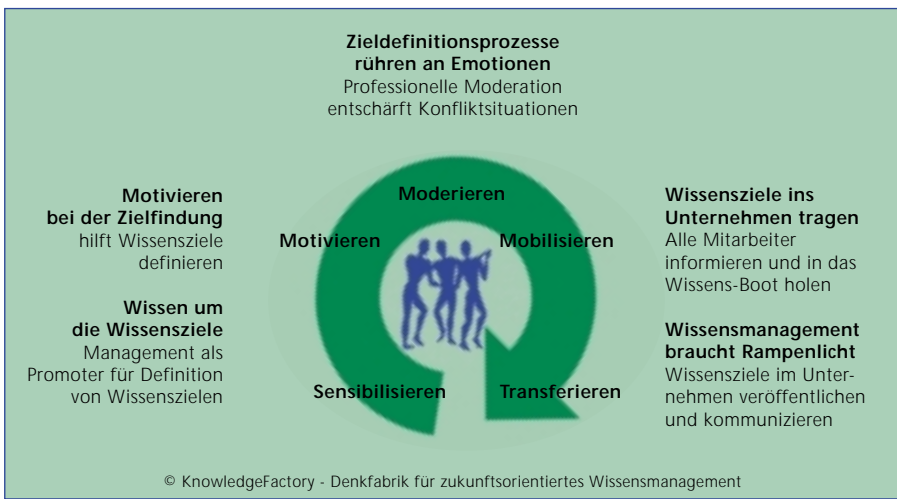 Zieldefinitionsprozesse
rühren an Emotionen
Professionelle Moderation
entschärft Konfliktsituationen
Motivieren
bei der Zielfindung
hilft Wissensziele
definieren
Wissen um
die Wissensziele
Management als
Promoter für Definition
von Wissenszielen
Moderieren
Motivieren
Mobilisieren
Sensibilisieren
Transferieren
Wissensziele ins
Unternehmen tragen
Alle Mitarbeiter
informieren und in das
Wissens-Boot holen
Wissensmanagement
braucht Rampenlicht
Wissensziele im Unter-
nehmen veröffentlichen
und kommunizieren
© KnowledgeFactory - Denkfabrik für zukunftsorientiertes Wissensmanagement